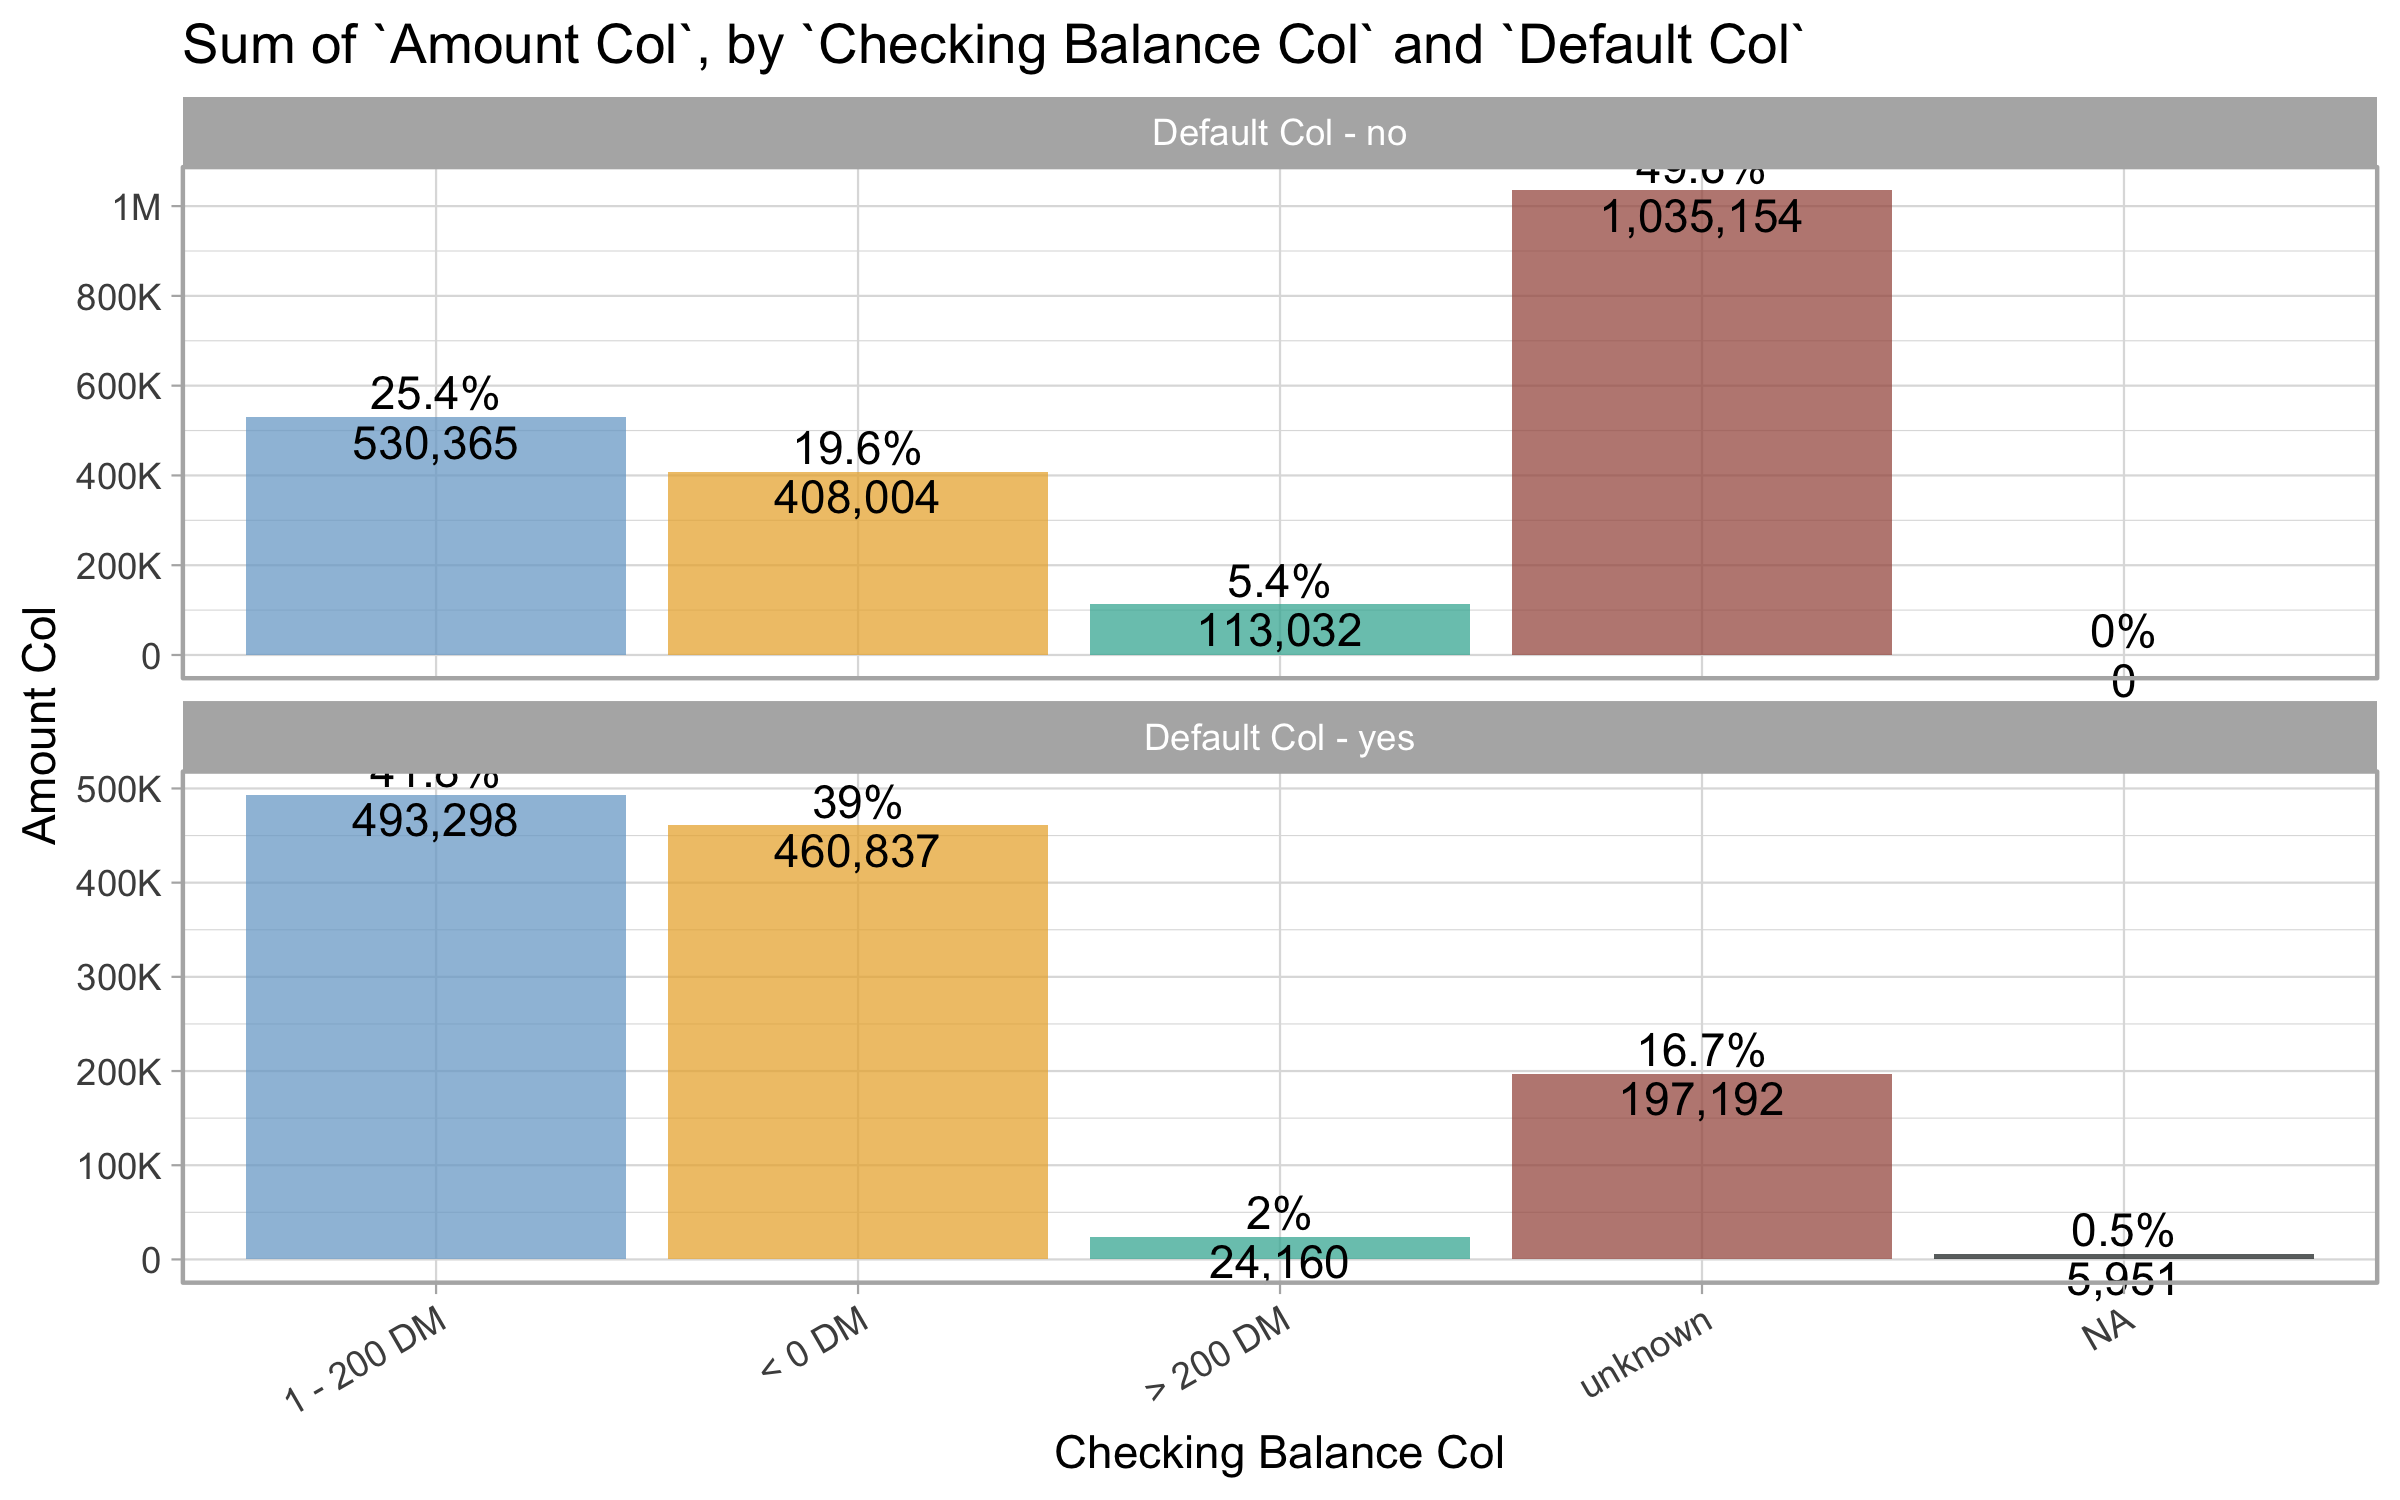 Sum of `Amount Col`, by `Checking Balance Col` and `Default Col`
Default Col - no
Amount Col
1M
800K
600K
400K
200K
0
25.4%
530,365
19.6%
408,004
5.4%
113,032
49.6%
1,035,154
0%
0
Default Col - yes
500K
400K
300K
200K
100K
0
41.8%
493,298
39%
460,837
2%
24,160
16.7%
197,192
0.5%
5,951
1 - 200 DM
< 0 DM
> 200 DM
unknown
NA
Checking Balance Col